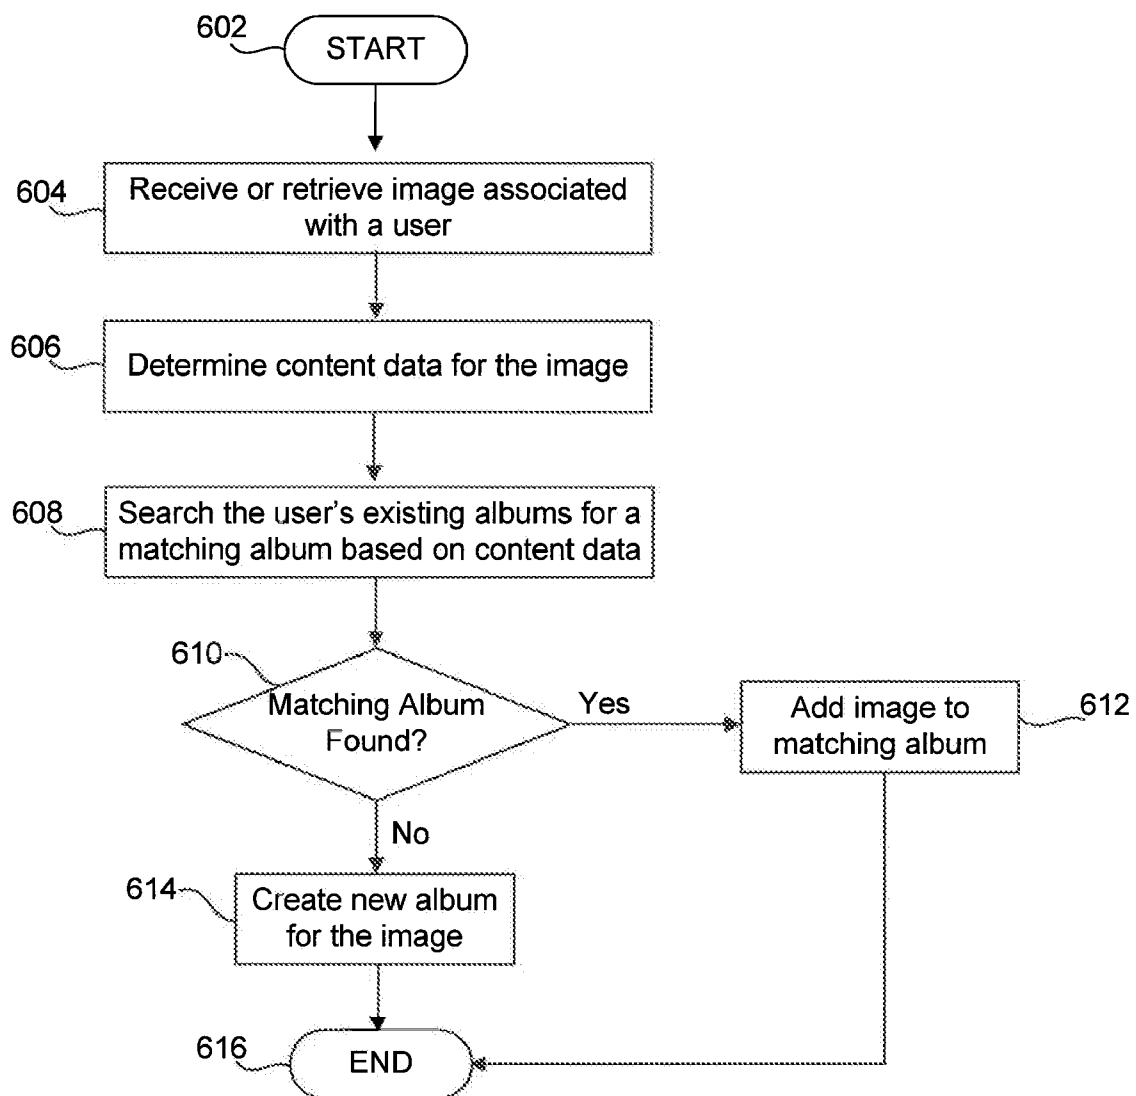 602
START
604
Receive or retrieve image associated
with a user
606
Determine content data for the image
608
Search the user's existing albums for a
matching album based on content data
610
Matching Album
Found?
Yes
Add image to
matching album
612
No
614
Create new album
for the image
616
END